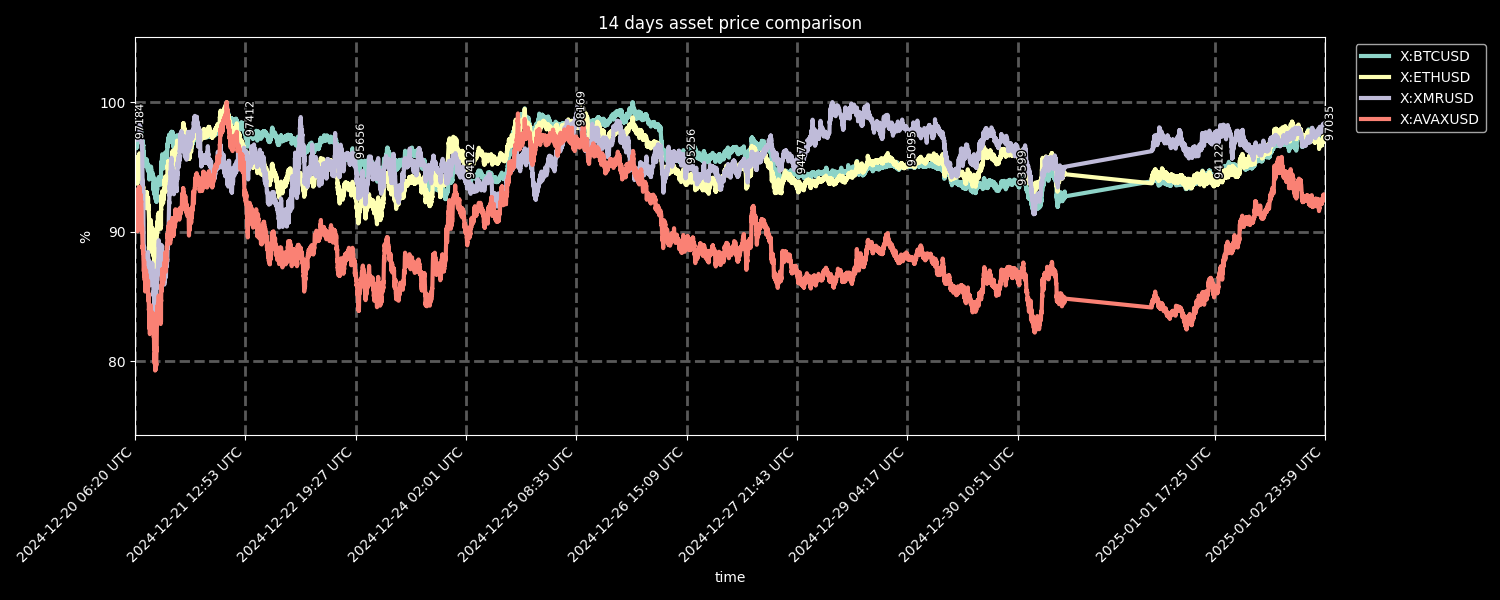 14 days asset price comparison
X:BTCUSD
X:ETHUSD
X:XMRUSD
X:AVAXUSD
100
90
80
%
97184
97412
95656
94122
98169
95256
94477
95095
93599
94122
97035
2024-12-20 06:20 UTC
2024-12-21 12:53 UTC
2024-12-22 19:27 UTC
2024-12-24 02:01 UTC
2024-12-25 08:35 UTC
2024-12-26 15:09 UTC
2024-12-27 21:43 UTC
2024-12-29 04:17 UTC
2024-12-30 10:51 UTC
2025-01-01 17:25 UTC
2025-01-02 23:59 UTC
time